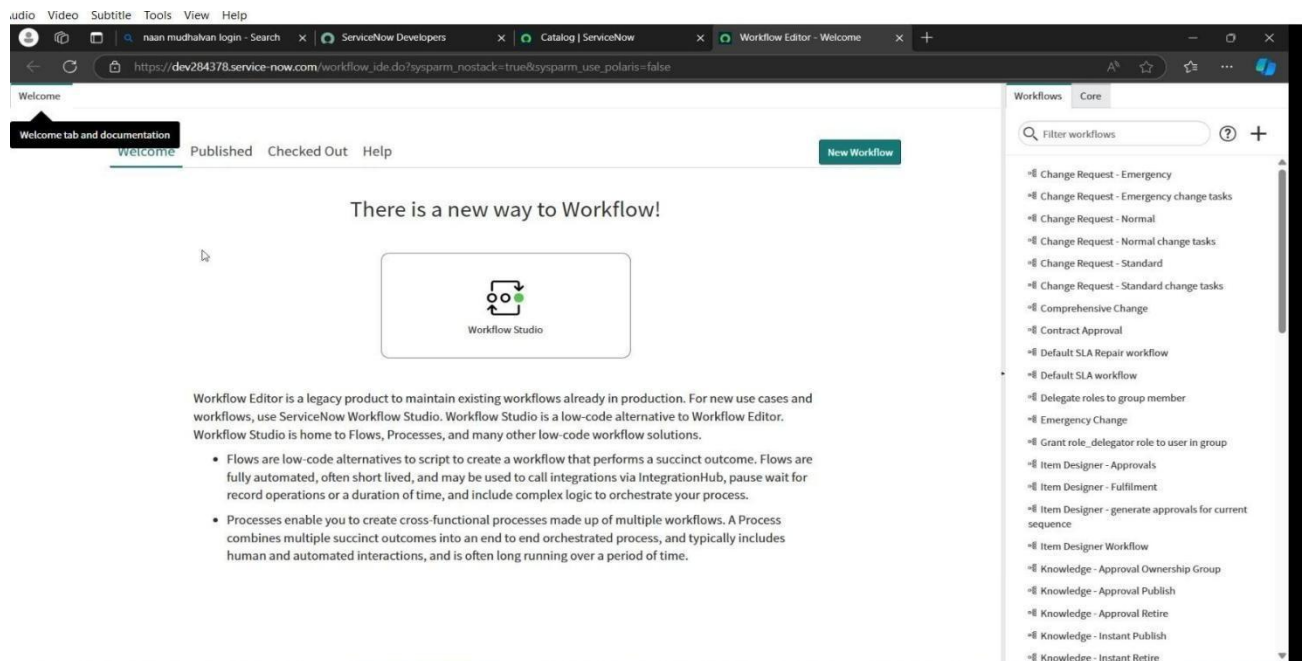 udio Video Subtitle Tools View Help
naan mudhalvan login - Search
ServiceNow Developers
Catalog | ServiceNow
Workflow Editor - Welcome
https://dev284378.service-now.com/workflow_ide.do?sysparm_nostack=true&sysparm_use_polaris=false
Welcome
Welcome tab and documentation
Welcome Published Checked Out Help
New Workflow
There is a new way to Workflow!
Workflow Studio
Workflow Editor is a legacy product to maintain existing workflows already in production. For new use cases and
workflows, use ServiceNow Workflow Studio. Workflow Studio is a low-code alternative to Workflow Editor.
Workflow Studio is home to Flows, Processes, and many other low-code workflow solutions.
• Flows are low-code alternatives to script to create a workflow that performs a succinct outcome. Flows are
fully automated, often short lived, and may be used to call integrations via IntegrationHub, pause wait for
record operations or a duration of time, and include complex logic to orchestrate your process.
• Processes enable you to create cross-functional processes made up of multiple workflows. A Process
combines multiple succinct outcomes into an end to end orchestrated process, and typically includes
human and automated interactions, and is often long running over a period of time.
Workflows Core
Filter workflows
Change Request - Emergency
Change Request - Emergency change tasks
Change Request - Normal
Change Request - Normal change tasks
Change Request - Standard
Change Request - Standard change tasks
Comprehensive Change
Contract Approval
Default SLA Repair workflow
Default SLA workflow
Delegate roles to group member
Emergency Change
Grant role_delegator role to user in group
Item Designer - Approvals
Item Designer - Fulfilment
Item Designer - generate approvals for current
sequence
Item Designer Workflow
Knowledge - Approval Ownership Group
Knowledge - Approval Publish
Knowledge - Approval Retire
Knowledge - Instant Publish
Knowledge - Instant Retire